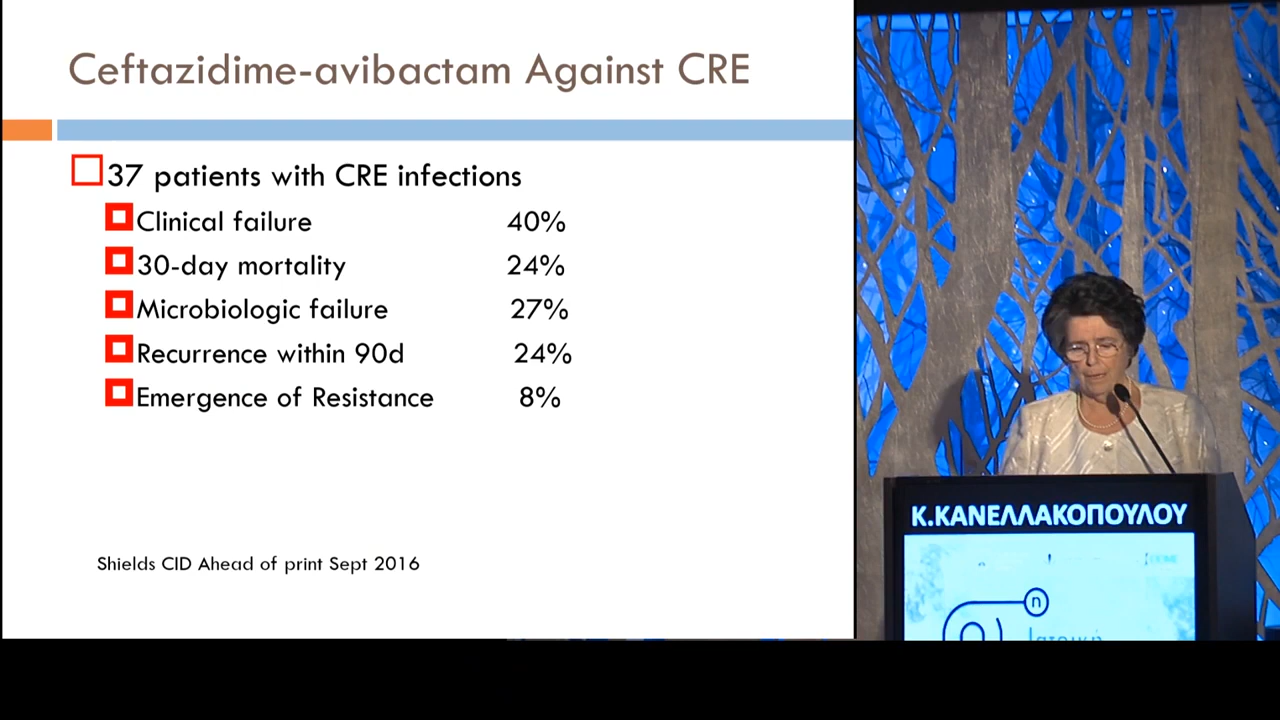 Ceftazidime-avibactam Against CRE
37 patients with CRE infections
Clinical failure 40%
30-day mortality 24%
Microbiologic failure 27%
Recurrence within 90d 24%
Emergence of Resistance 8%
Shields CID Ahead of print Sept 2016
Κ.ΚΑΝΕΛΛΑΚΟΠΟΥΛΟΥ
n